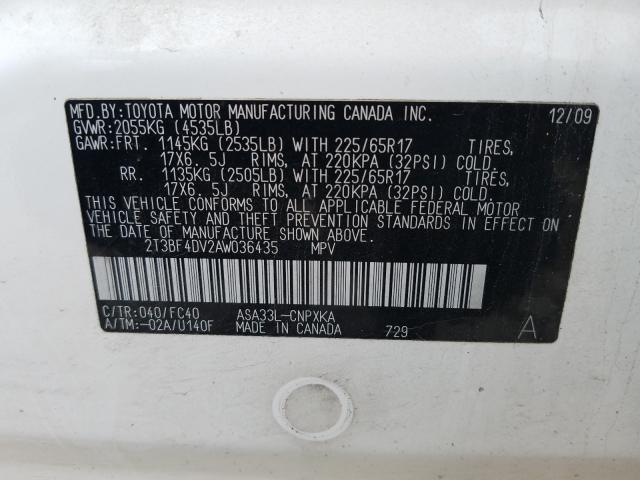 MFD.BY:TOYOTA MOTOR MANUFACTURING CANADA INC. 12/09
GVWR:2055KG (4535LB)
GAWR:FRT. 1145KG (2535LB) WITH 225/65R17 TIRES,
17X6.5J RIMS, AT 220KPA (32PSI) COLD.
RR. 1135KG (2505LB) WITH 225/65R17 TIRES,
17X6.5J RIMS, AT 220KPA (32PSI) COLD.
THIS VEHICLE CONFORMS TO ALL APPLICABLE FEDERAL MOTOR
VEHICLE SAFETY AND THEFT PREVENTION STANDARDS IN EFFECT ON
THE DATE OF MANUFACTURE SHOWN ABOVE.
2T3BF4DV2AW036435 MPV
C/TR:040/FC40 ASA33L-CNPXKA
A/TM:-02A/U140F MADE IN CANADA 729 A